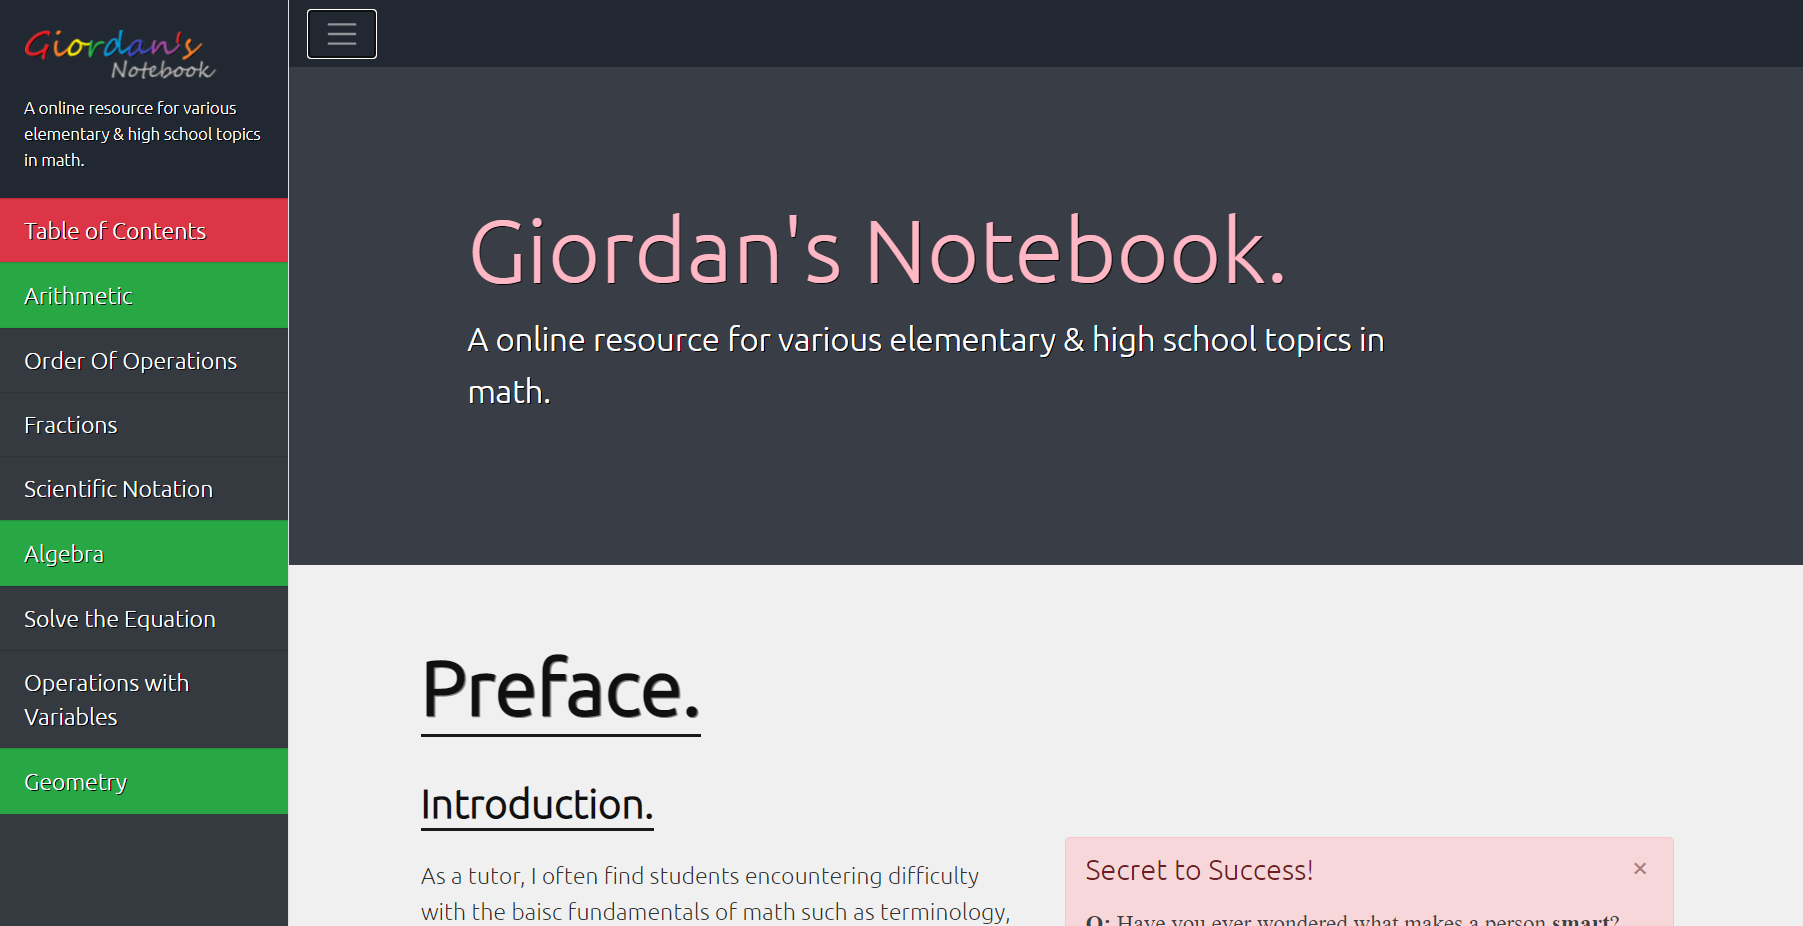 Giordan's
Notebook
A online resource for various
elementary & high school topics
in math.
Table of Contents
Arithmetic
Order Of Operations
Fractions
Scientific Notation
Algebra
Solve the Equation
Operations with
Variables
Geometry
Giordan's Notebook.
A online resource for various elementary & high school topics in
math.
Preface.
Introduction.
As a tutor, I often find students encountering difficulty
with the baisc fundamentals of math such as terminology,
Secret to Success!
×
Q: Have you ever wondered what makes a person smart?